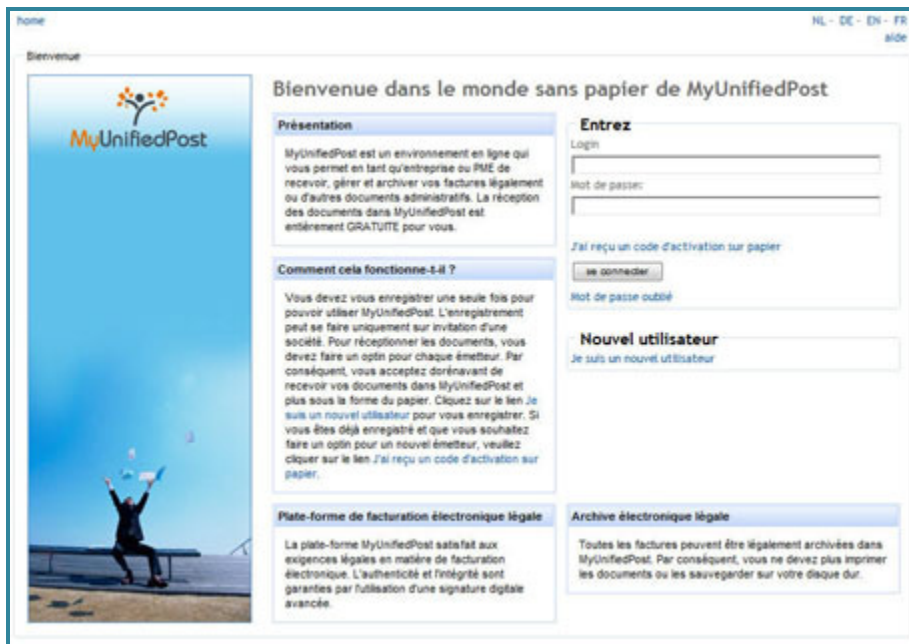 home
NL - DE - EN - FR
aide
Bienvenue
MyUnifiedPost
Bienvenue dans le monde sans papier de MyUnifiedPost
Présentation
MyUnifiedPost est un environnement en ligne qui
vous permet en tant qu'entreprise ou PME de
recevoir, gérer et archiver vos factures légalement
ou d'autres documents administratifs. La réception
des documents dans MyUnifiedPost est
entièrement GRATUITE pour vous.
Entrez
Login
Mot de passe:
J'ai reçu un code d'activation sur papier
se connecter
Mot de passe oublié
Comment cela fonctionne-t-il ?
Vous devez vous enregistrer une seule fois pour
pouvoir utiliser MyUnifiedPost. L'enregistrement
peut se faire uniquement sur invitation d'une
société. Pour réceptionner les documents, vous
devez faire un optin pour chaque émetteur. Par
conséquent, vous acceptez dorénavant de
recevoir vos documents dans MyUnifiedPost et
plus sous la forme du papier. Cliquez sur le lien Je
suis un nouvel utilisateur pour vous enregistrer. Si
vous êtes déjà enregistré et que vous souhaitez
faire un optin pour un nouvel émetteur, veuillez
cliquer sur le lien J'ai reçu un code d'activation sur
papier.
Nouvel utilisateur
Je suis un nouvel utilisateur
Plate-forme de facturation électronique légale
La plate-forme MyUnifiedPost satisfait aux
exigences légales en matière de facturation
électronique. L'authenticité et l'intégrité sont
garanties par l'utilisation d'une signature digitale
avancée.
Archive électronique légale
Toutes les factures peuvent être légalement archivées dans
MyUnifiedPost. Par conséquent, vous ne devez plus imprimer
les documents ou les sauvegarder sur votre disque dur.